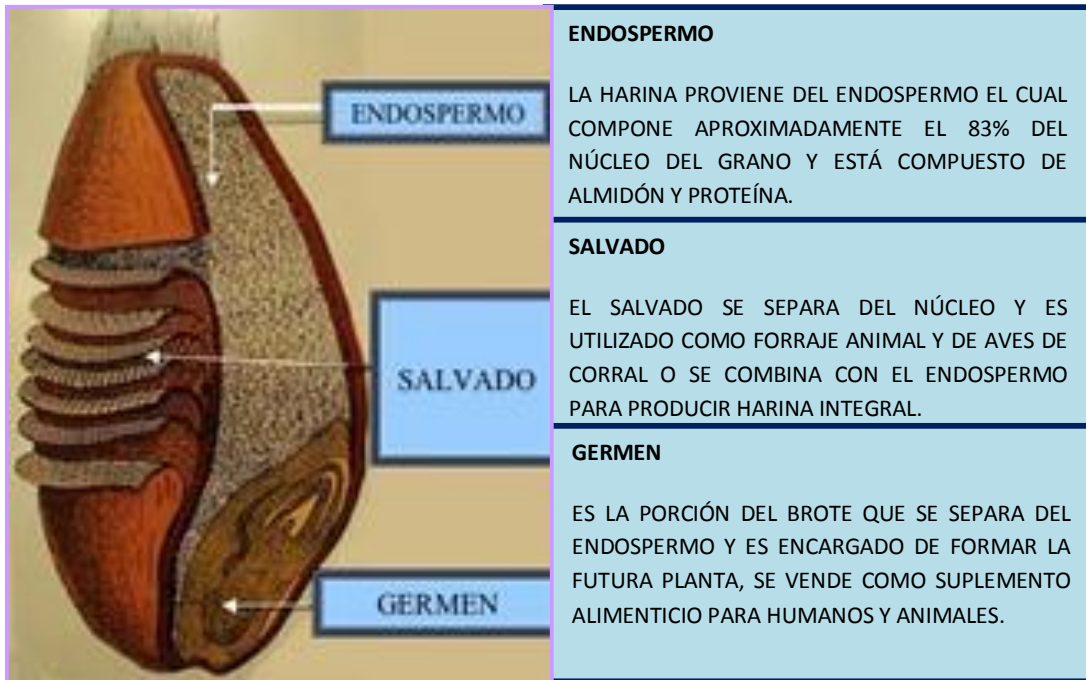 ENDOSPERMO
SALVADO
GERMEN
ENDOSPERMO
LA HARINA PROVIENE DEL ENDOSPERMO EL CUAL
COMPONE APROXIMADAMENTE EL 83% DEL
NÚCLEO DEL GRANO Y ESTÁ COMPUESTO DE
ALMIDÓN Y PROTEÍNA.
SALVADO
EL SALVADO SE SEPARA DEL NÚCLEO Y ES
UTILIZADO COMO FORRAJE ANIMAL Y DE AVES DE
CORRAL O SE COMBINA CON EL ENDOSPERMO
PARA PRODUCIR HARINA INTEGRAL.
GERMEN
ES LA PORCIÓN DEL BROTE QUE SE SEPARA DEL
ENDOSPERMO Y ES ENCARGADO DE FORMAR LA
FUTURA PLANTA, SE VENDE COMO SUPLEMENTO
ALIMENTICIO PARA HUMANOS Y ANIMALES.